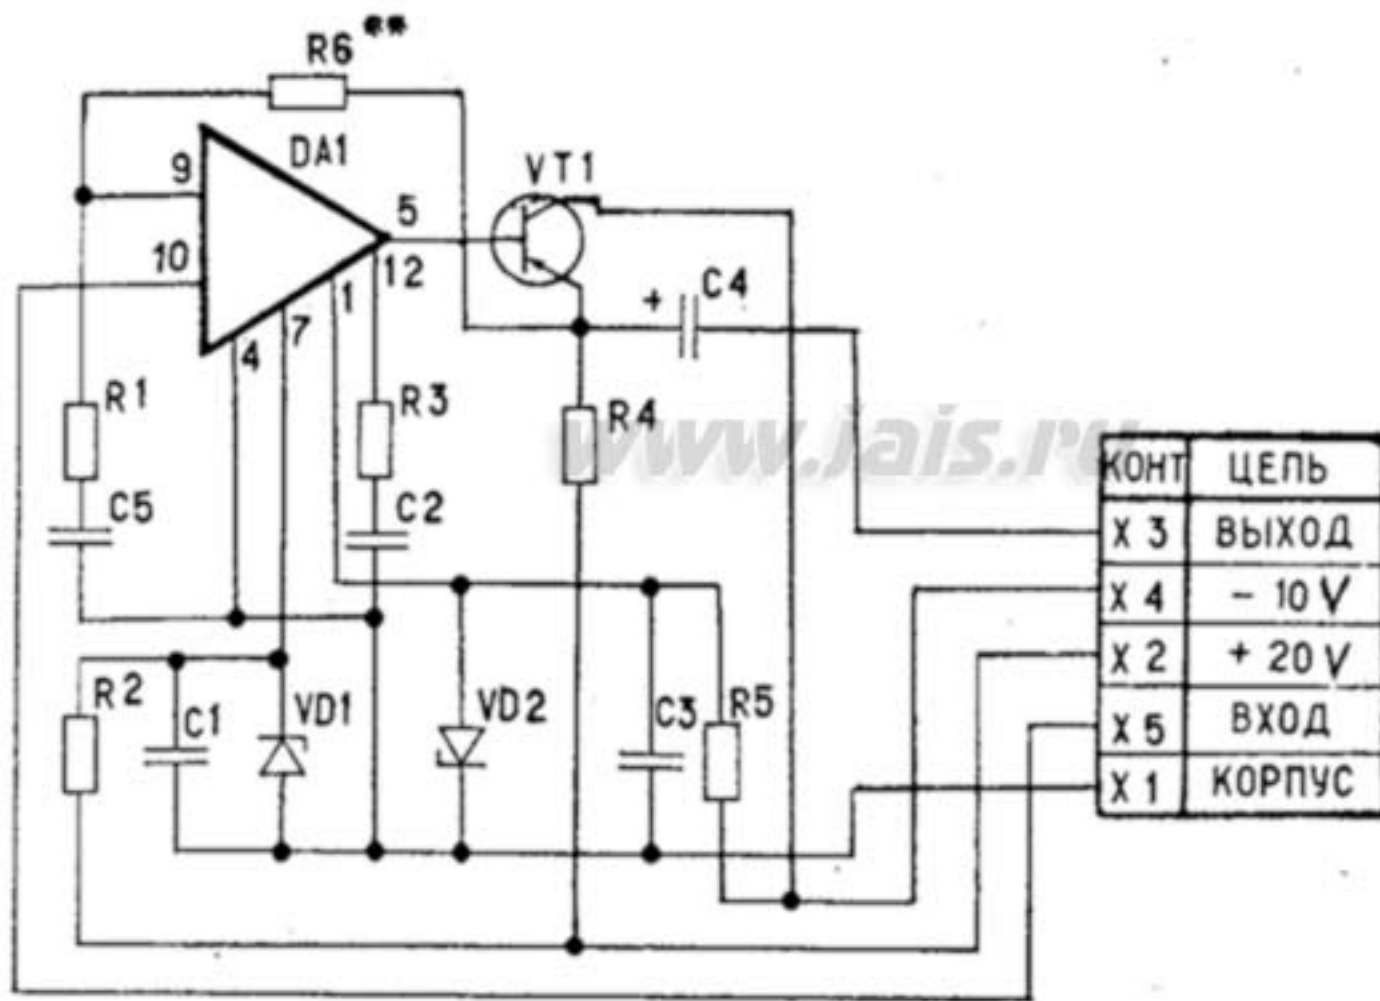 R6 **
DA1
VT1
9
5
10
12
1
C4
7
4
R1
R3
R4
www.jais.ru
C5
C2
КОНТ ЦЕПЬ
X 3 ВЫХОД
X 4 - 10 V
X 2 + 20 V
X 5 ВХОД
X 1 КОРПУС
R2
C1
VD1
VD2
C3
R5
+